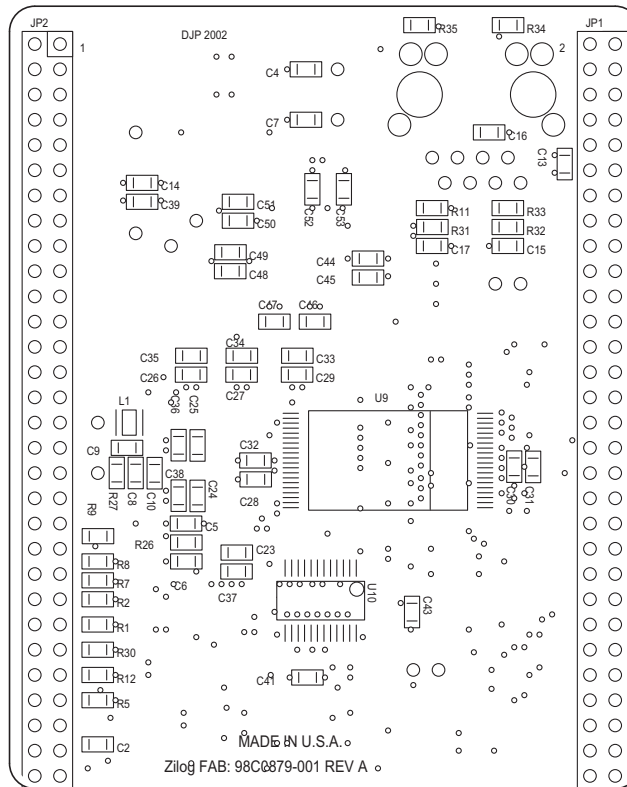 JP2
JP1
R35
R34
1
DJP 2002
2
C4
C7
C16
C13
C14
C39
C51
C50
C52
C53
R11
R33
R31
R32
C17
C15
C49
C48
C44
C45
C47
C46
C34
C35
C33
C26
C27
C29
L1
C36
C25
U9
C9
C32
C38
C24
C28
C30
C31
R27
C8
C10
R9
C5
R26
C23
R8
R7
C6
C37
U10
R2
C43
R1
R30
R12
C41
R5
C2
MADE IN U.S.A.
Zilog FAB: 98C0879-001 REV A